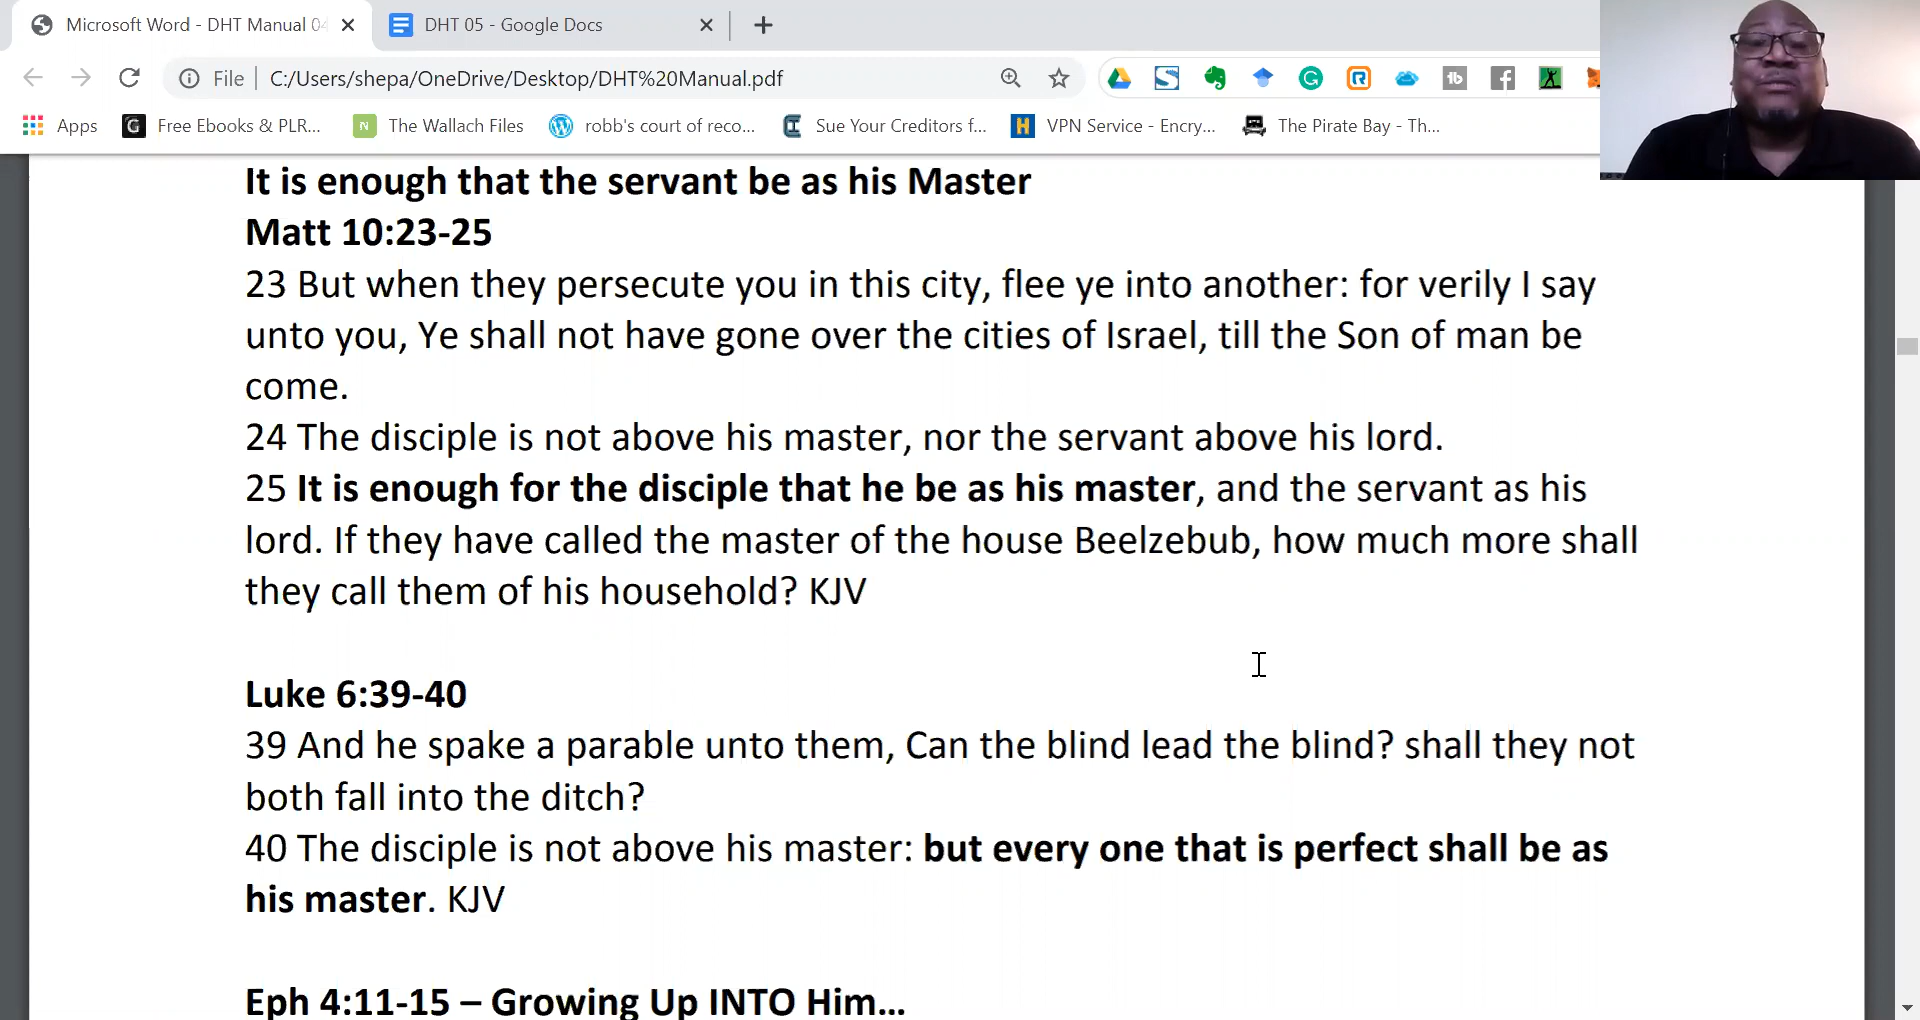 Microsoft Word - DHT Manual 04
DHT 05 - Google Docs
File
C:/Users/shepa/OneDrive/Desktop/DHT%20Manual.pdf
Apps
G
Free Ebooks & PLR...
N
The Wallach Files
robb's court of reco...
Sue Your Creditors f...
H
VPN Service - Encry...
The Pirate Bay - Th...
It is enough that the servant be as his Master
Matt 10:23-25
23 But when they persecute you in this city, flee ye into another: for verily I say
unto you, Ye shall not have gone over the cities of Israel, till the Son of man be
come.
24 The disciple is not above his master, nor the servant above his lord.
25 It is enough for the disciple that he be as his master, and the servant as his
lord. If they have called the master of the house Beelzebub, how much more shall
they call them of his household? KJV
Luke 6:39-40
39 And he spake a parable unto them, Can the blind lead the blind? shall they not
both fall into the ditch?
40 The disciple is not above his master: but every one that is perfect shall be as
his master. KJV
Eph 4:11-15 – Growing Up INTO Him...